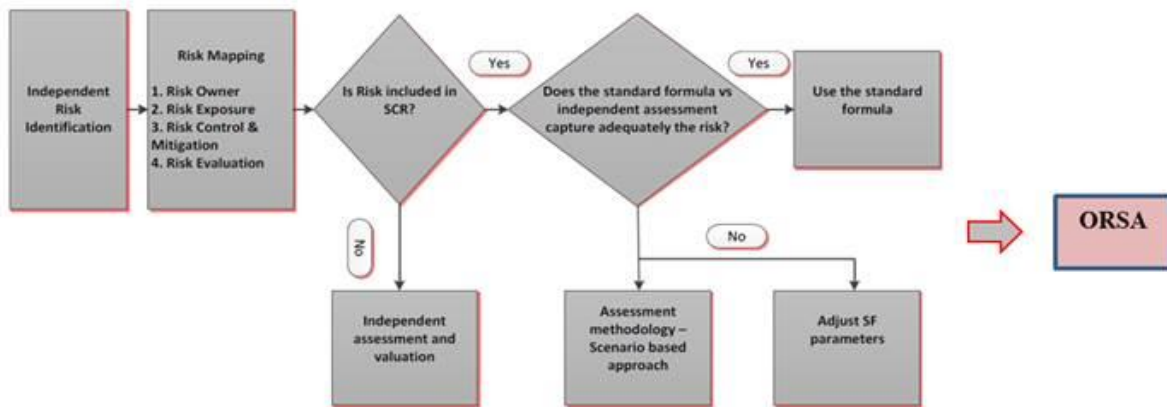 Independent
Risk
Identification
Risk Mapping
1. Risk Owner
2. Risk Exposure
3. Risk Control &
Mitigation
4. Risk Evaluation
Is Risk included in
SCR?
Yes
Does the standard formula vs
independent assessment
capture adequately the risk?
Yes
Use the standard
formula
ORSA
No
No
Independent
assessment and
valuation
Assessment
methodology –
Scenario based
approach
Adjust SF
parameters